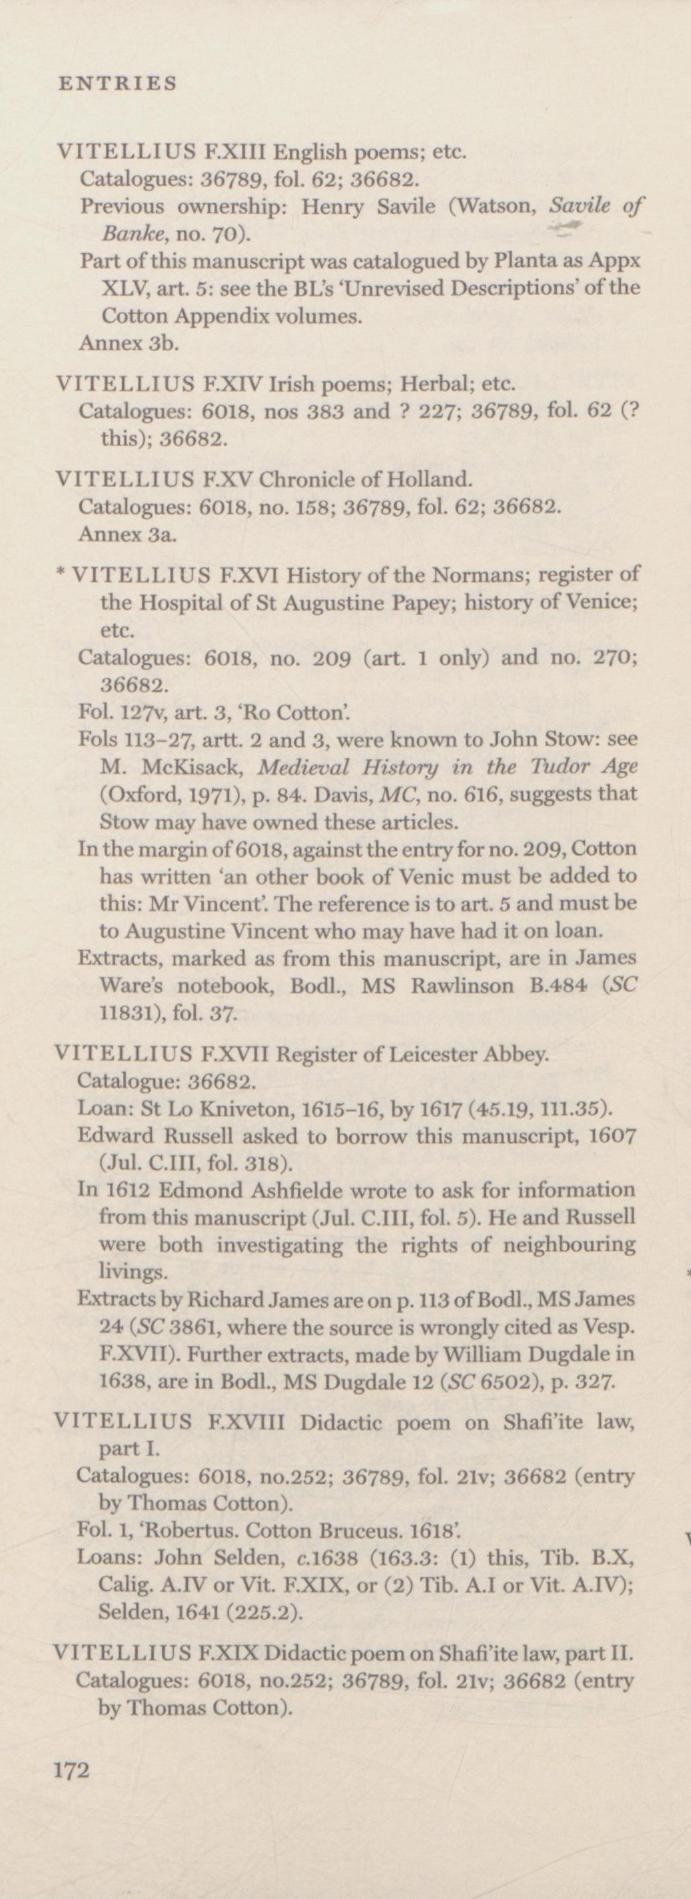 ENTRIES
VITELLIUS F.XIII English poems; etc.
Catalogues: 36789, fol. 62; 36682.
Previous ownership: Henry Savile (Watson, Savile of
Banke, no. 70).
Part of this manuscript was catalogued by Planta as Appx
XLV, art. 5: see the BL's ‘Unrevised Descriptions’ of the
Cotton Appendix volumes.
Annex 3b.
VITELLIUS F.XIV Irish poems; Herbal; etc.
Catalogues: 6018, nos 383 and ? 227; 36789, fol. 62 (?
this); 36682.
VITELLIUS F.XV Chronicle of Holland.
Catalogues: 6018, no. 158; 36789, fol. 62; 36682.
Annex 3a.
* VITELLIUS F.XVI History of the Normans; register of
the Hospital of St Augustine Papey; history of Venice;
etc.
Catalogues: 6018, no. 209 (art. 1 only) and no. 270;
36682.
Fol. 127v, art. 3, ‘Ro Cotton’.
Fols 113–27, artt. 2 and 3, were known to John Stow: see
M. McKisack, Medieval History in the Tudor Age
(Oxford, 1971), p. 84. Davis, MC, no. 616, suggests that
Stow may have owned these articles.
In the margin of 6018, against the entry for no. 209, Cotton
has written ‘an other book of Venic must be added to
this: Mr Vincent’. The reference is to art. 5 and must be
to Augustine Vincent who may have had it on loan.
Extracts, marked as from this manuscript, are in James
Ware's notebook, Bodl., MS Rawlinson B.484 (SC
11831), fol. 37.
VITELLIUS F.XVII Register of Leicester Abbey.
Catalogue: 36682.
Loan: St Lo Kniveton, 1615–16, by 1617 (45.19, 111.35).
Edward Russell asked to borrow this manuscript, 1607
(Jul. C.III, fol. 318).
In 1612 Edmond Ashfielde wrote to ask for information
from this manuscript (Jul. C.III, fol. 5). He and Russell
were both investigating the rights of neighbouring
livings.
Extracts by Richard James are on p. 113 of Bodl., MS James
24 (SC 3861, where the source is wrongly cited as Vesp.
F.XVII). Further extracts, made by William Dugdale in
1638, are in Bodl., MS Dugdale 12 (SC 6502), p. 327.
VITELLIUS F.XVIII Didactic poem on Shafi'ite law,
part I.
Catalogues: 6018, no.252; 36789, fol. 21v; 36682 (entry
by Thomas Cotton).
Fol. 1, ‘Robertus. Cotton Bruceus. 1618’.
Loans: John Selden, c.1638 (163.3: (1) this, Tib. B.X,
Calig. A.IV or Vit. F.XIX, or (2) Tib. A.I or Vit. A.IV);
Selden, 1641 (225.2).
VITELLIUS F.XIX Didactic poem on Shafi'ite law, part II.
Catalogues: 6018, no.252; 36789, fol. 21v; 36682 (entry
by Thomas Cotton).
172